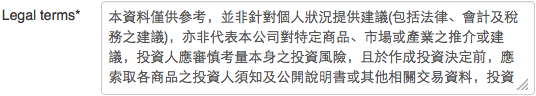 Legal terms*
本資料僅供參考，並非針對個人狀況提供建議(包括法律、會計及稅
務之建議)，亦非代表本公司對特定商品、市場或產業之推介或建
議，投資人應審慎考量本身之投資風險，且於作成投資決定前，應
索取各商品之投資人須知及公開說明書或其他相關交易資料，投資